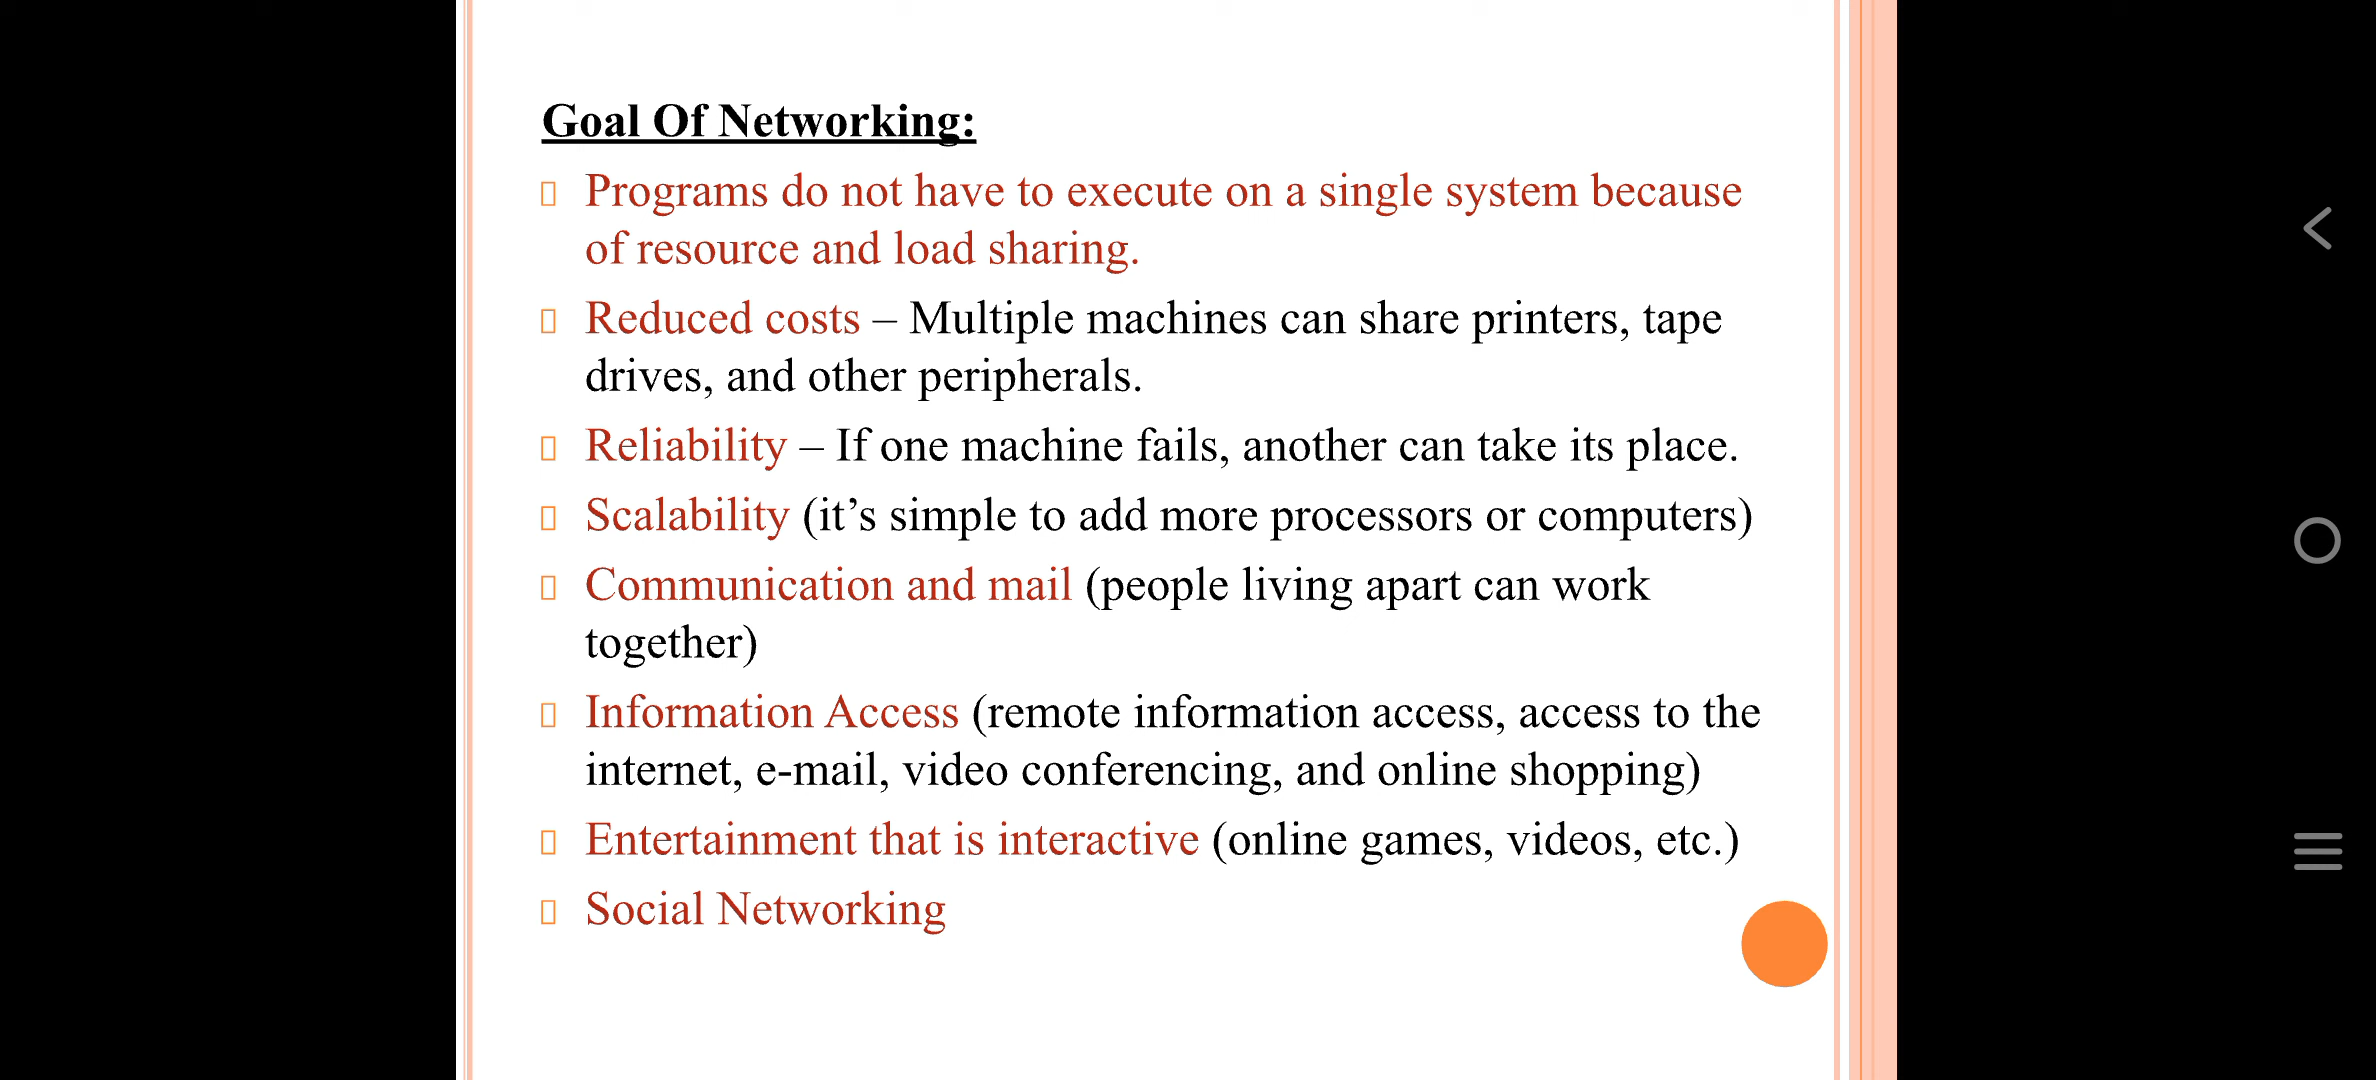 Goal Of Networking:
Programs do not have to execute on a single system because
of resource and load sharing.
Reduced costs – Multiple machines can share printers, tape
drives, and other peripherals.
Reliability – If one machine fails, another can take its place.
Scalability (it’s simple to add more processors or computers)
Communication and mail (people living apart can work
together)
Information Access (remote information access, access to the
internet, e-mail, video conferencing, and online shopping)
Entertainment that is interactive (online games, videos, etc.)
Social Networking